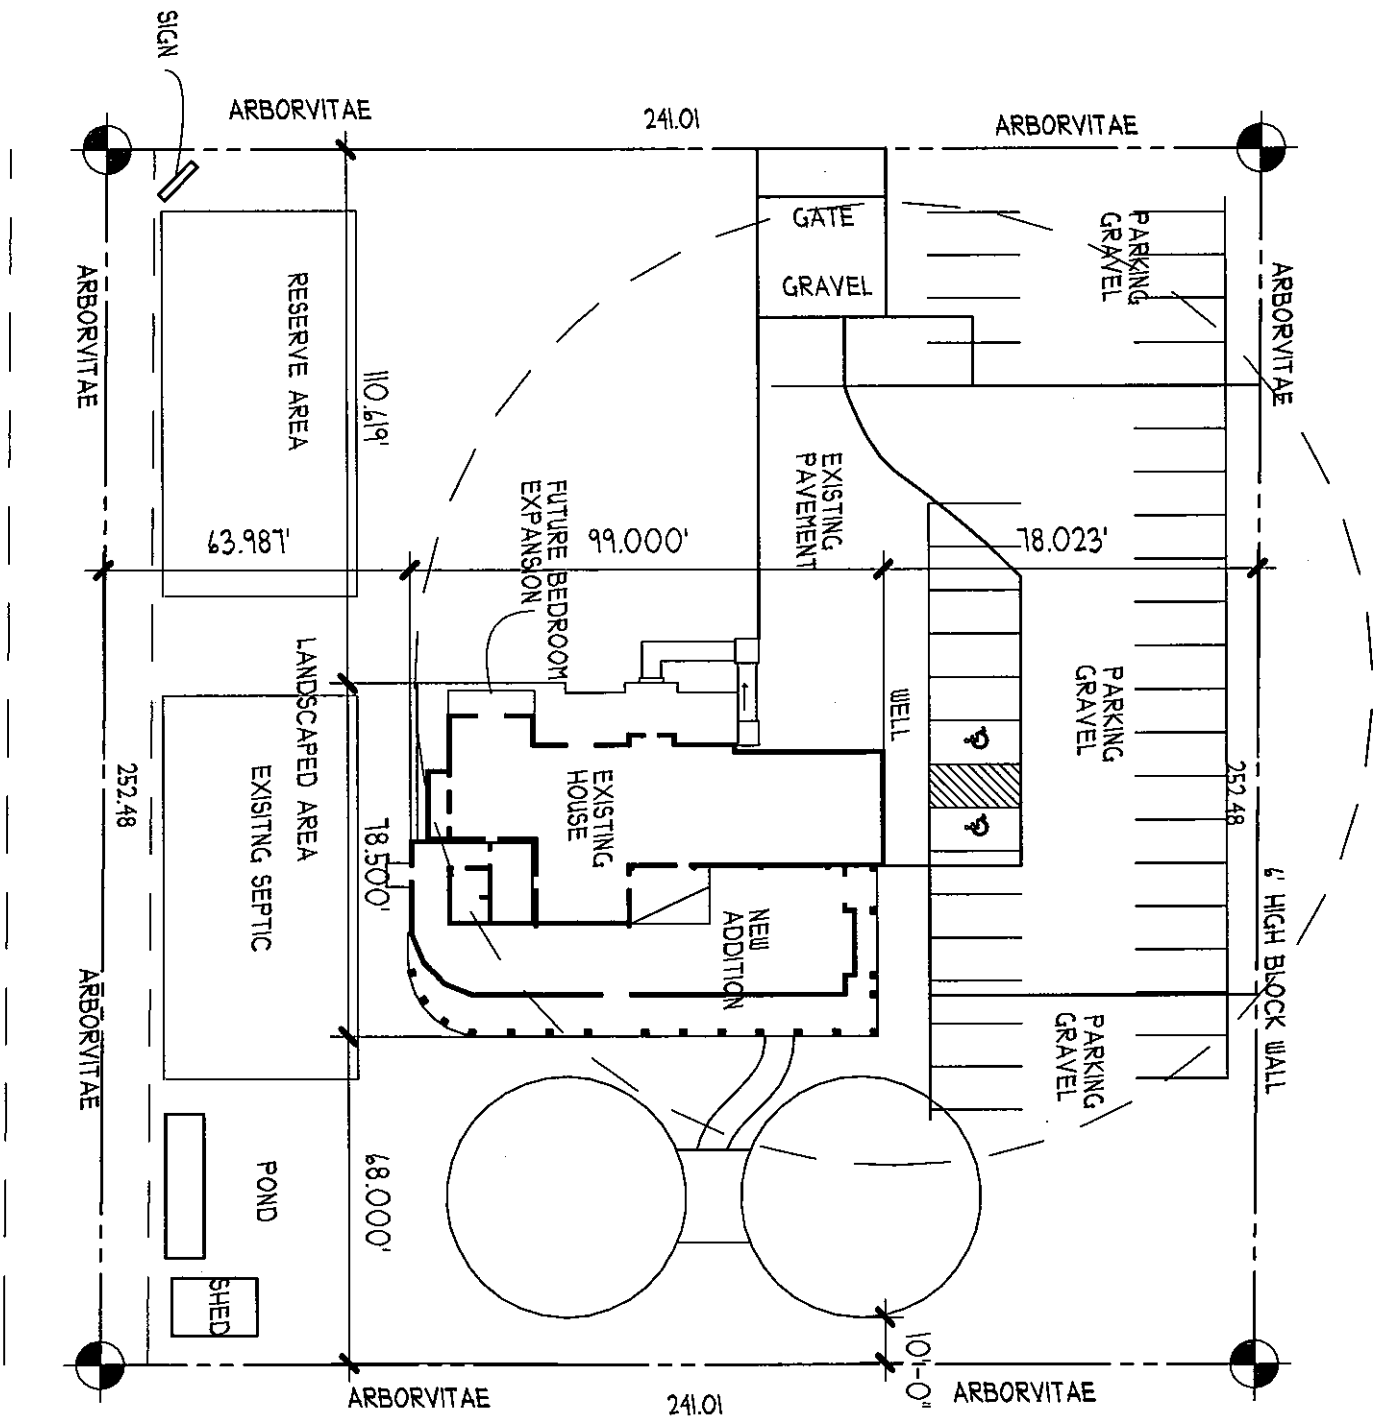 SIGN
ARBORVITAE
241.01
ARBORVITAE
GATE
GRAVEL
PARKING
GRAVEL
ARBORVITAE
ARBORVITAE
RESERVE AREA
110.619'
EXISTING
PAVEMENT
FUTURE BEDROOM
EXPANSION
63.987'
99.000'
78.023'
LANDSCAPED AREA
WELL
PARKING
GRAVEL
252.48
252.48
EXISITNG SEPTIC
78.500'
EXISTING
HOUSE
NEW
ADDITION
6' HIGH BLOCK WALL
ARBORVITAE
PARKING
GRAVEL
POND
68.000'
SHED
10'-0"
ARBORVITAE
241.01
ARBORVITAE